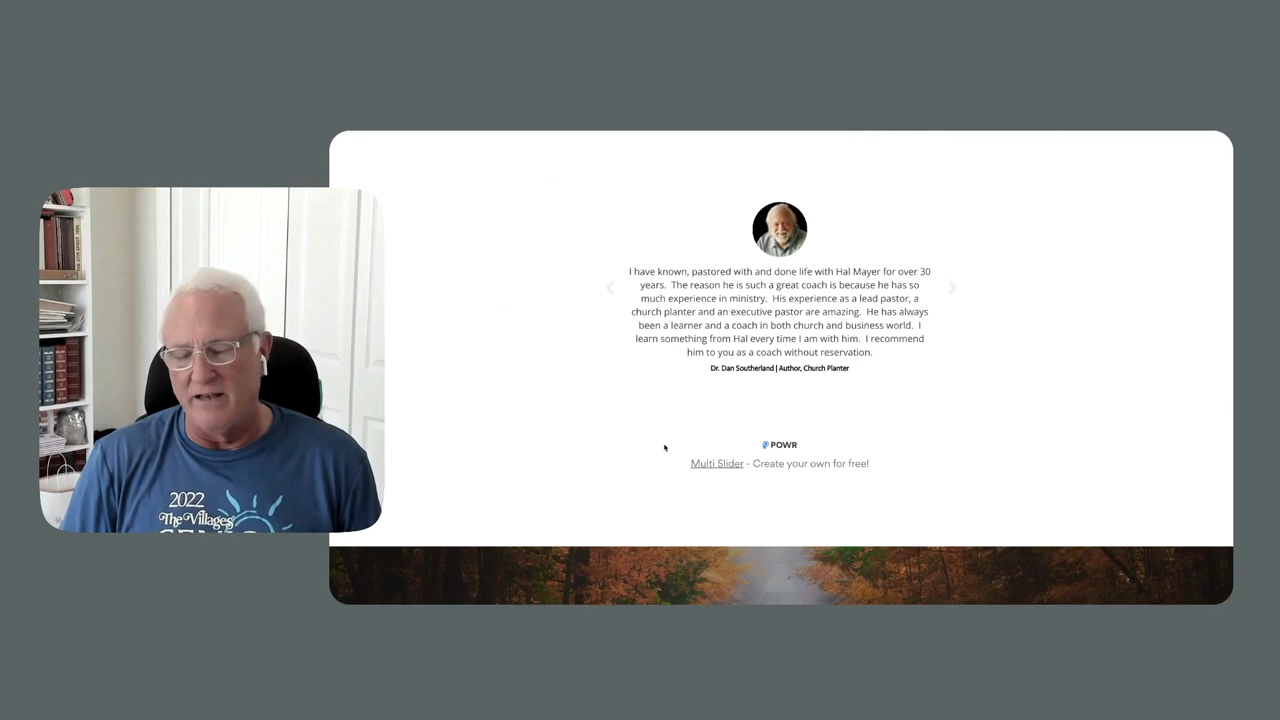 2022
The Villages
I have known, pastored with and done life with Hal Mayer for over 30
years.  The reason he is such a great coach is because he has so
much experience in ministry.  His experience as a lead pastor, a
church planter and an executive pastor are amazing.  He has always
been a learner and a coach in both church and business world.  I
learn something from Hal every time I am with him.  I recommend
him to you as a coach without reservation.
Dr. Dan Southerland | Author, Church Planter
POWR
Multi Slider - Create your own for free!